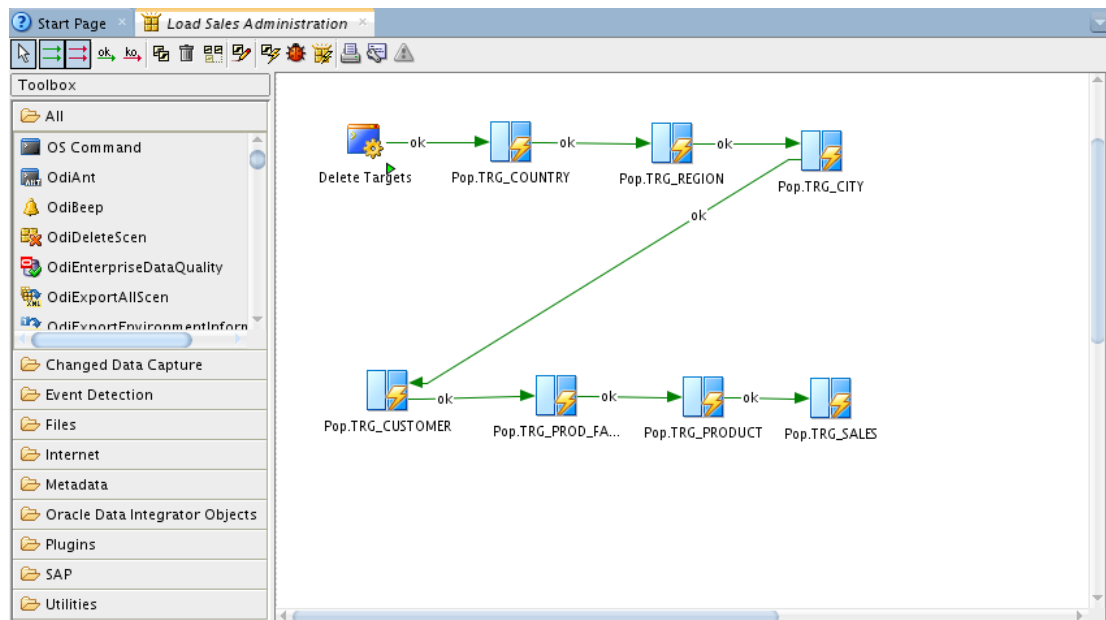 Start Page
Load Sales Administration
ok
ko
Toolbox
All
OS Command
OdiAnt
OdiBeep
OdiDeleteScen
OdiEnterpriseDataQuality
OdiExportAllScen
OdiExportEnvironmentInform
Changed Data Capture
Event Detection
Files
Internet
Metadata
Oracle Data Integrator Objects
Plugins
SAP
Utilities
ok ok ok
Delete Targets Pop.TRG_COUNTRY Pop.TRG_REGION Pop.TRG_CITY
ok
ok ok ok
Pop.TRG_CUSTOMER Pop.TRG_PROD_FA... Pop.TRG_PRODUCT Pop.TRG_SALES